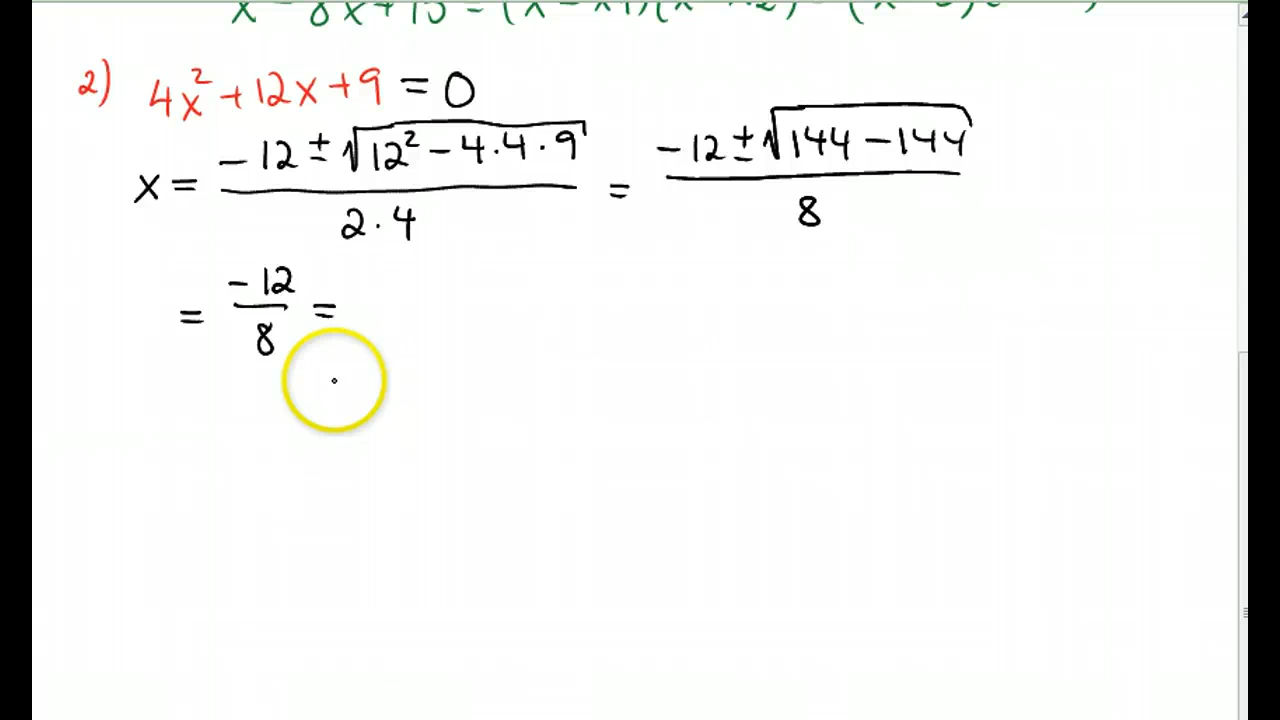 2) 4x² + 12x + 9 = 0
x = (-12 ± √(12² - 4·4·9))/(2·4) = (-12 ± √(144 - 144))/8
= -12/8 =